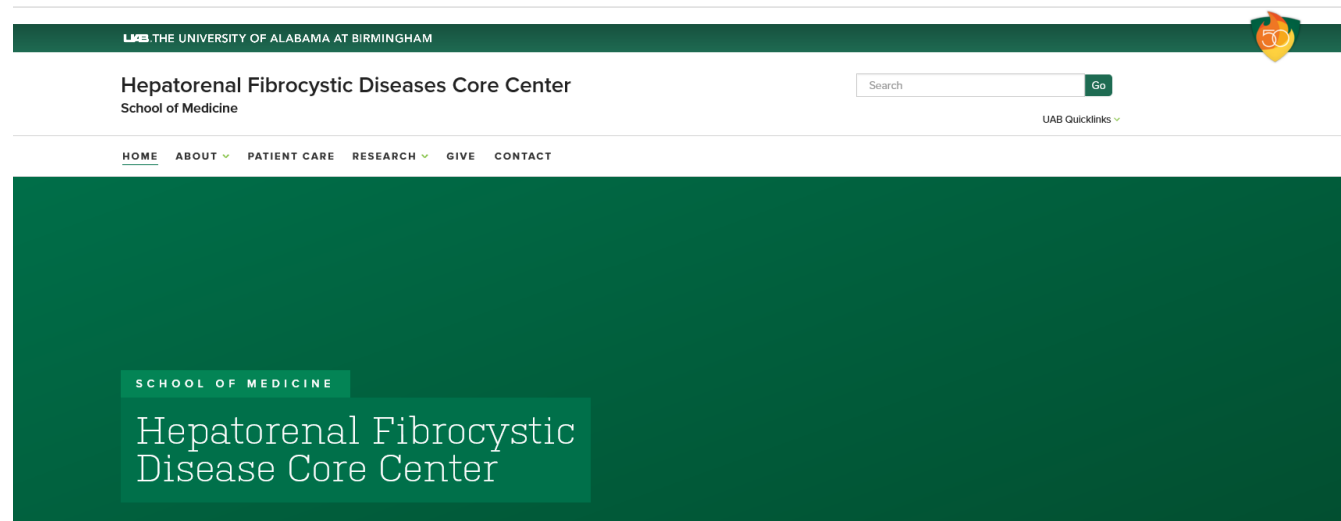 UAB THE UNIVERSITY OF ALABAMA AT BIRMINGHAM
50
Hepatorenal Fibrocystic Diseases Core Center
School of Medicine
Search
Go
UAB Quicklinks
HOME ABOUT PATIENT CARE RESEARCH GIVE CONTACT
SCHOOL OF MEDICINE
Hepatorenal Fibrocystic
Disease Core Center